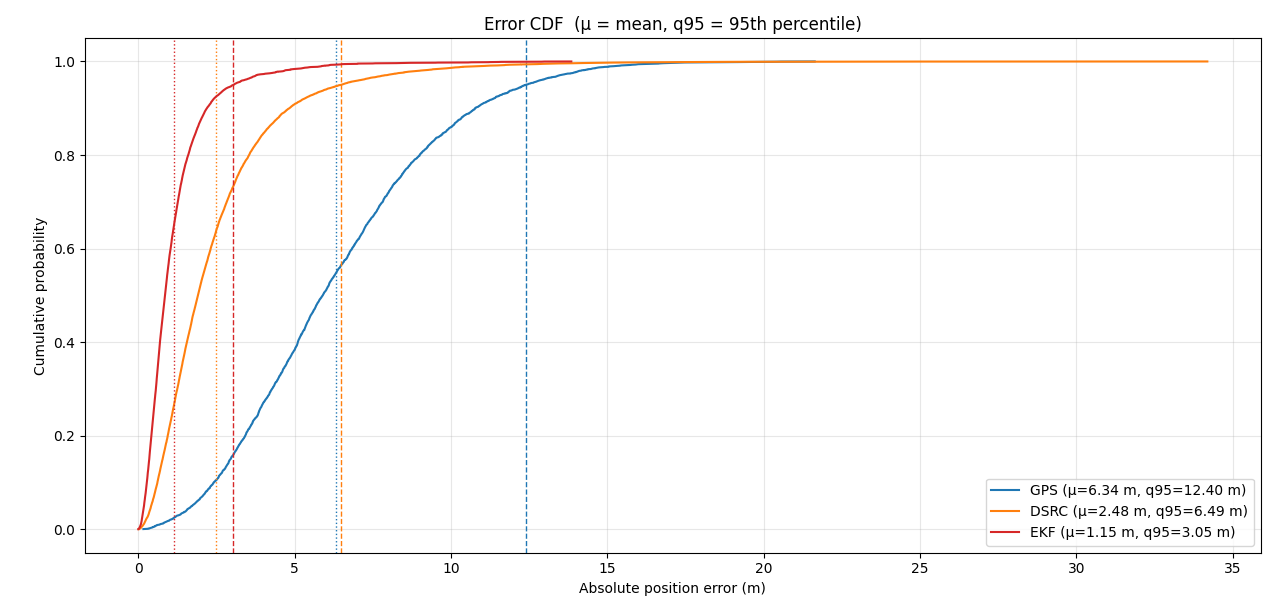 Error CDF  (μ = mean, q95 = 95th percentile)
Cumulative probability
1.0
0.8
0.6
0.4
0.2
0.0
0
5
10
15
20
25
30
35
Absolute position error (m)
GPS (μ=6.34 m, q95=12.40 m)
DSRC (μ=2.48 m, q95=6.49 m)
EKF (μ=1.15 m, q95=3.05 m)